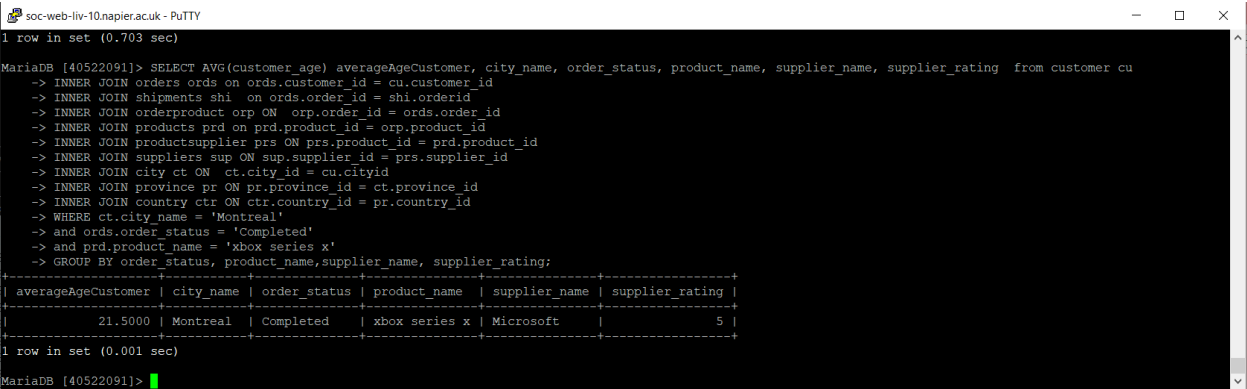 soc-web-liv-10.napier.ac.uk - PuTTY
1 row in set (0.703 sec)
MariaDB [40522091]> SELECT AVG(customer_age) averageAgeCustomer, city_name, order_status, product_name, supplier_name, supplier_rating  from customer cu
    -> INNER JOIN orders ords on ords.customer_id = cu.customer_id
    -> INNER JOIN shipments shi  on ords.order_id = shi.orderid
    -> INNER JOIN orderproduct orp ON  orp.order_id = ords.order_id
    -> INNER JOIN products prd on prd.product_id = orp.product_id
    -> INNER JOIN productsupplier prs ON prs.product_id = prd.product_id
    -> INNER JOIN suppliers sup ON sup.supplier_id = prs.supplier_id
    -> INNER JOIN city ct ON  ct.city_id = cu.cityid
    -> INNER JOIN province pr ON pr.province_id = ct.province_id
    -> INNER JOIN country ctr ON ctr.country_id = pr.country_id
    -> WHERE ct.city_name = 'Montreal'
    -> and ords.order_status = 'Completed'
    -> and prd.product_name = 'xbox series x'
    -> GROUP BY order_status, product_name,supplier_name, supplier_rating;
+--------------------+-----------+--------------+---------------+---------------+-----------------+
| averageAgeCustomer | city_name | order_status | product_name  | supplier_name | supplier_rating |
+--------------------+-----------+--------------+---------------+---------------+-----------------+
|            21.5000 | Montreal  | Completed    | xbox series x | Microsoft     |               5 |
+--------------------+-----------+--------------+---------------+---------------+-----------------+
1 row in set (0.001 sec)
MariaDB [40522091]>